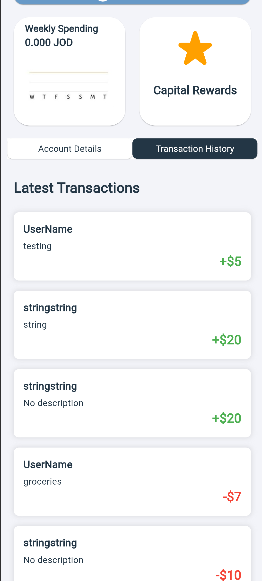 Weekly Spending
0.000 JOD
W T F S S M T
Capital Rewards
Account Details
Transaction History
Latest Transactions
UserName
testing
+$5
stringstring
string
+$20
stringstring
No description
+$20
UserName
groceries
-$7
stringstring
No description
-$10